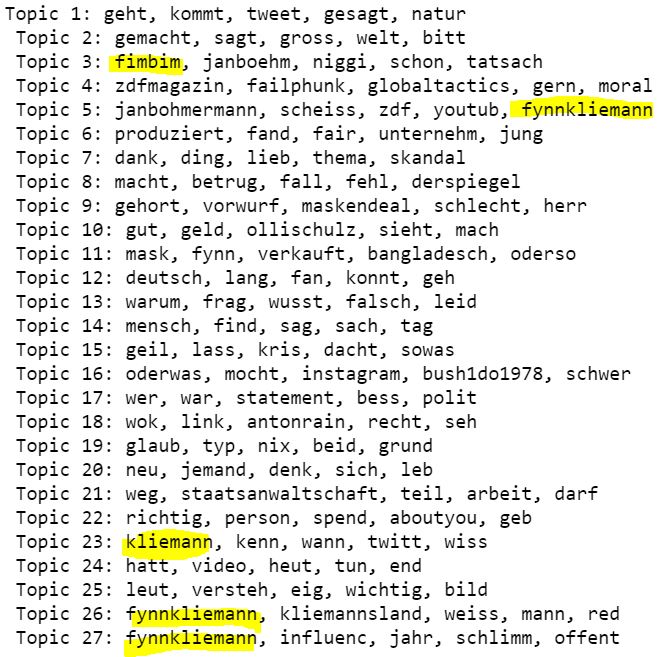 Topic 1: geht, kommt, tweet, gesagt, natur
Topic 2: gemacht, sagt, gross, welt, bitt
Topic 3: fimbim, janboehm, niggi, schon, tatsach
Topic 4: zdfmagazin, failphunk, globaltactics, gern, moral
Topic 5: janbohmermann, scheiss, zdf, youtub, fynnkliemann
Topic 6: produziert, fand, fair, unternehm, jung
Topic 7: dank, ding, lieb, thema, skandal
Topic 8: macht, betrug, fall, fehl, derspiegel
Topic 9: gehort, vorwurf, maskendeal, schlecht, herr
Topic 10: gut, geld, ollischulz, sieht, mach
Topic 11: mask, fynn, verkauft, bangladesch, oderso
Topic 12: deutsch, lang, fan, konnt, geh
Topic 13: warum, frag, wusst, falsch, leid
Topic 14: mensch, find, sag, sach, tag
Topic 15: geil, lass, kris, dacht, sowas
Topic 16: oderwas, mocht, instagram, bush1do1978, schwer
Topic 17: wer, war, statement, bess, polit
Topic 18: wok, link, antonrain, recht, seh
Topic 19: glaub, typ, nix, beid, grund
Topic 20: neu, jemand, denk, sich, leb
Topic 21: weg, staatsanwaltschaft, teil, arbeit, darf
Topic 22: richtig, person, spend, aboutyou, geb
Topic 23: kliemann, kenn, wann, twitt, wiss
Topic 24: hatt, video, heut, tun, end
Topic 25: leut, versteh, eig, wichtig, bild
Topic 26: fynnkliemann, kliemannsland, weiss, mann, red
Topic 27: fynnkliemann, influenc, jahr, schlimm, offent